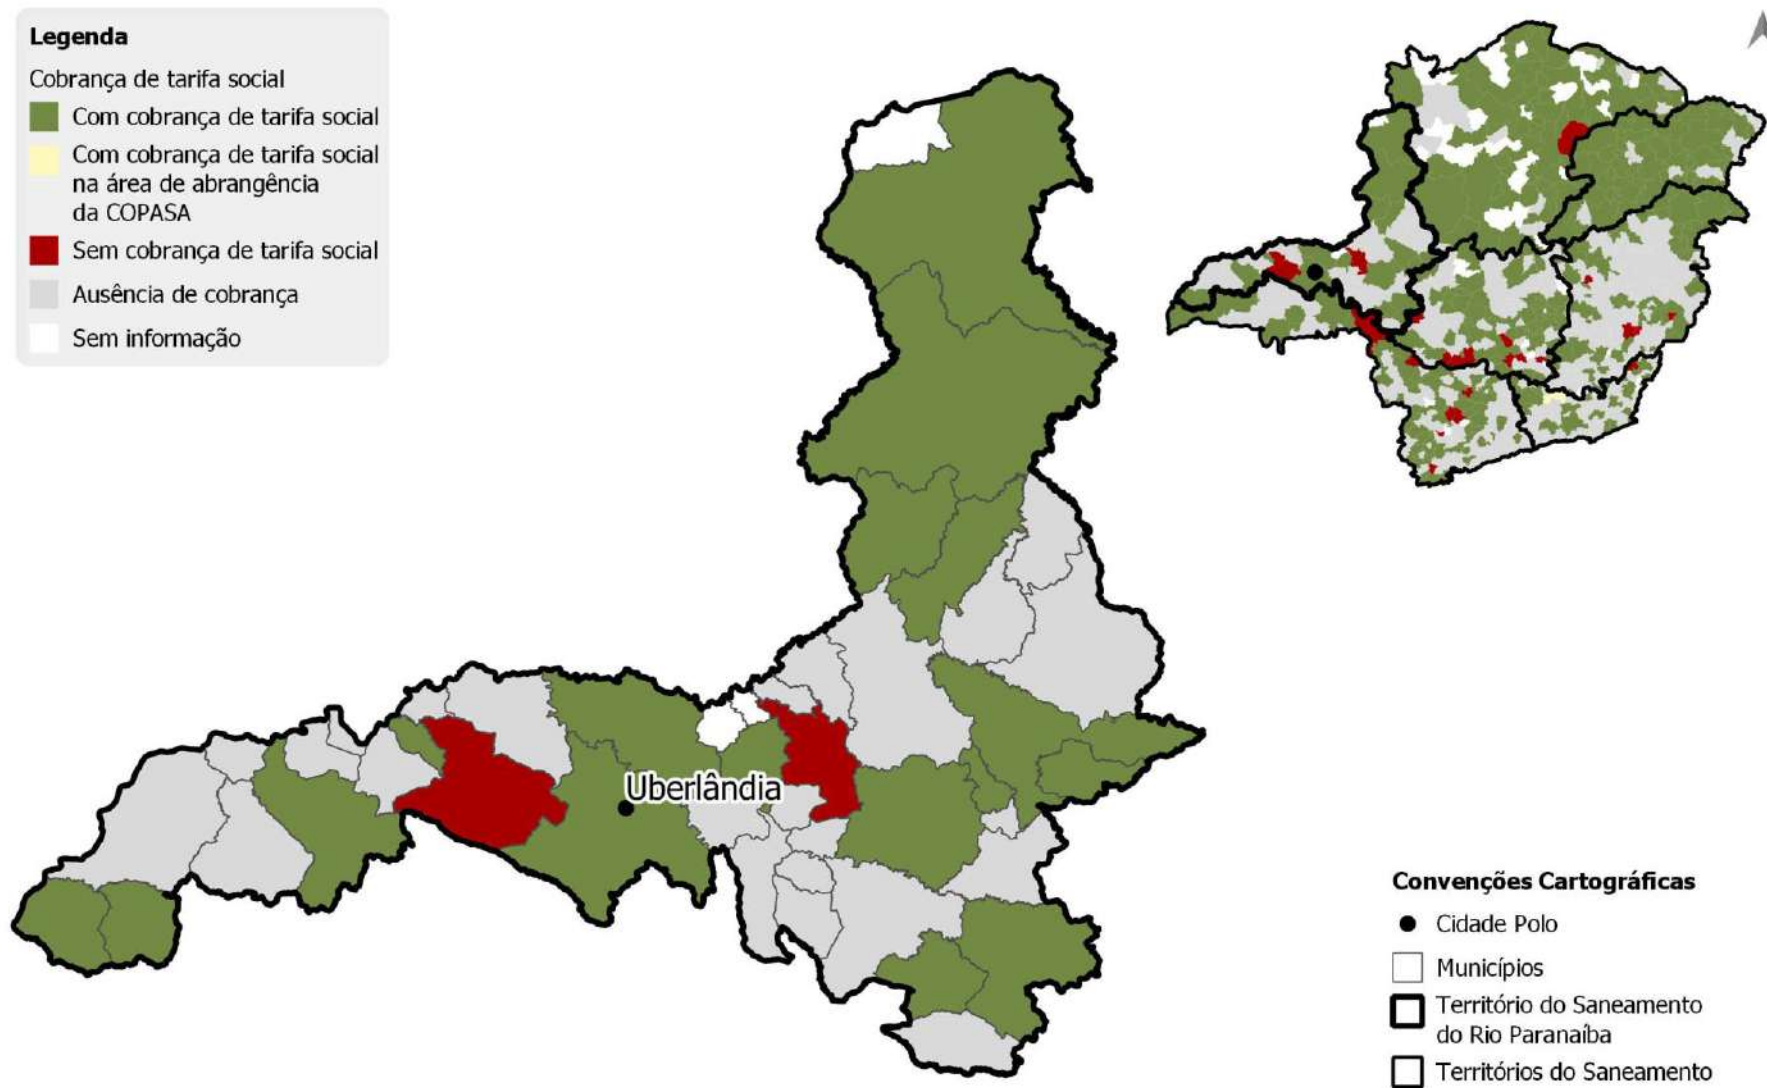 Legenda
Cobrança de tarifa social
Com cobrança de tarifa social
Com cobrança de tarifa social
na área de abrangência
da COPASA
Sem cobrança de tarifa social
Ausência de cobrança
Sem informação
Uberlândia
Convenções Cartográficas
Cidade Polo
Municípios
Território do Saneamento
do Rio Paranaíba
Territórios do Saneamento